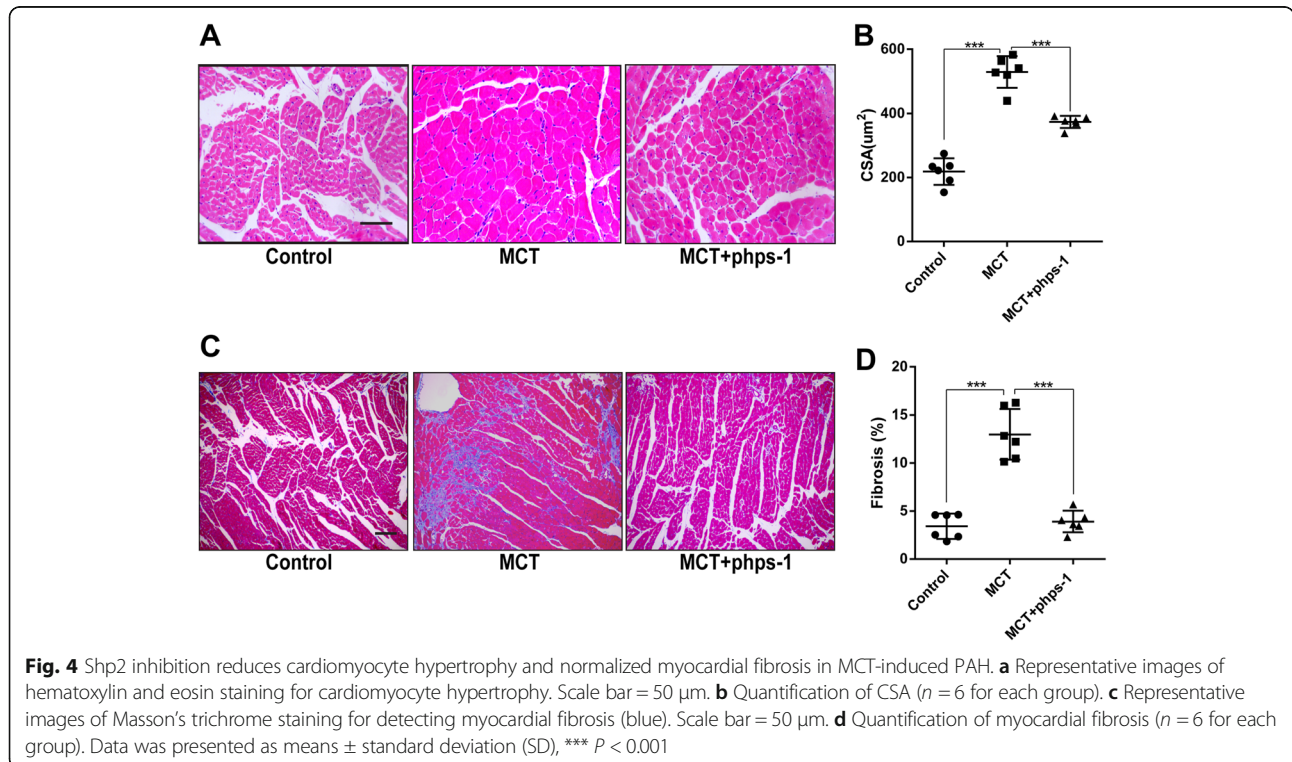 A
Control
MCT
MCT+phps-1
B
*** ***
600
400
200
0
CSA(um²)
Control
MCT
MCT+phps-1
C
Control
MCT
MCT+phps-1
D
*** ***
20
15
10
5
0
Fibrosis (%)
Control
MCT
MCT+phps-1
Fig. 4 Shp2 inhibition reduces cardiomyocyte hypertrophy and normalized myocardial fibrosis in MCT-induced PAH. a Representative images of
hematoxylin and eosin staining for cardiomyocyte hypertrophy. Scale bar = 50 μm. b Quantification of CSA (n = 6 for each group). c Representative
images of Masson's trichrome staining for detecting myocardial fibrosis (blue). Scale bar = 50 μm. d Quantification of myocardial fibrosis (n = 6 for each
group). Data was presented as means ± standard deviation (SD), *** P < 0.001